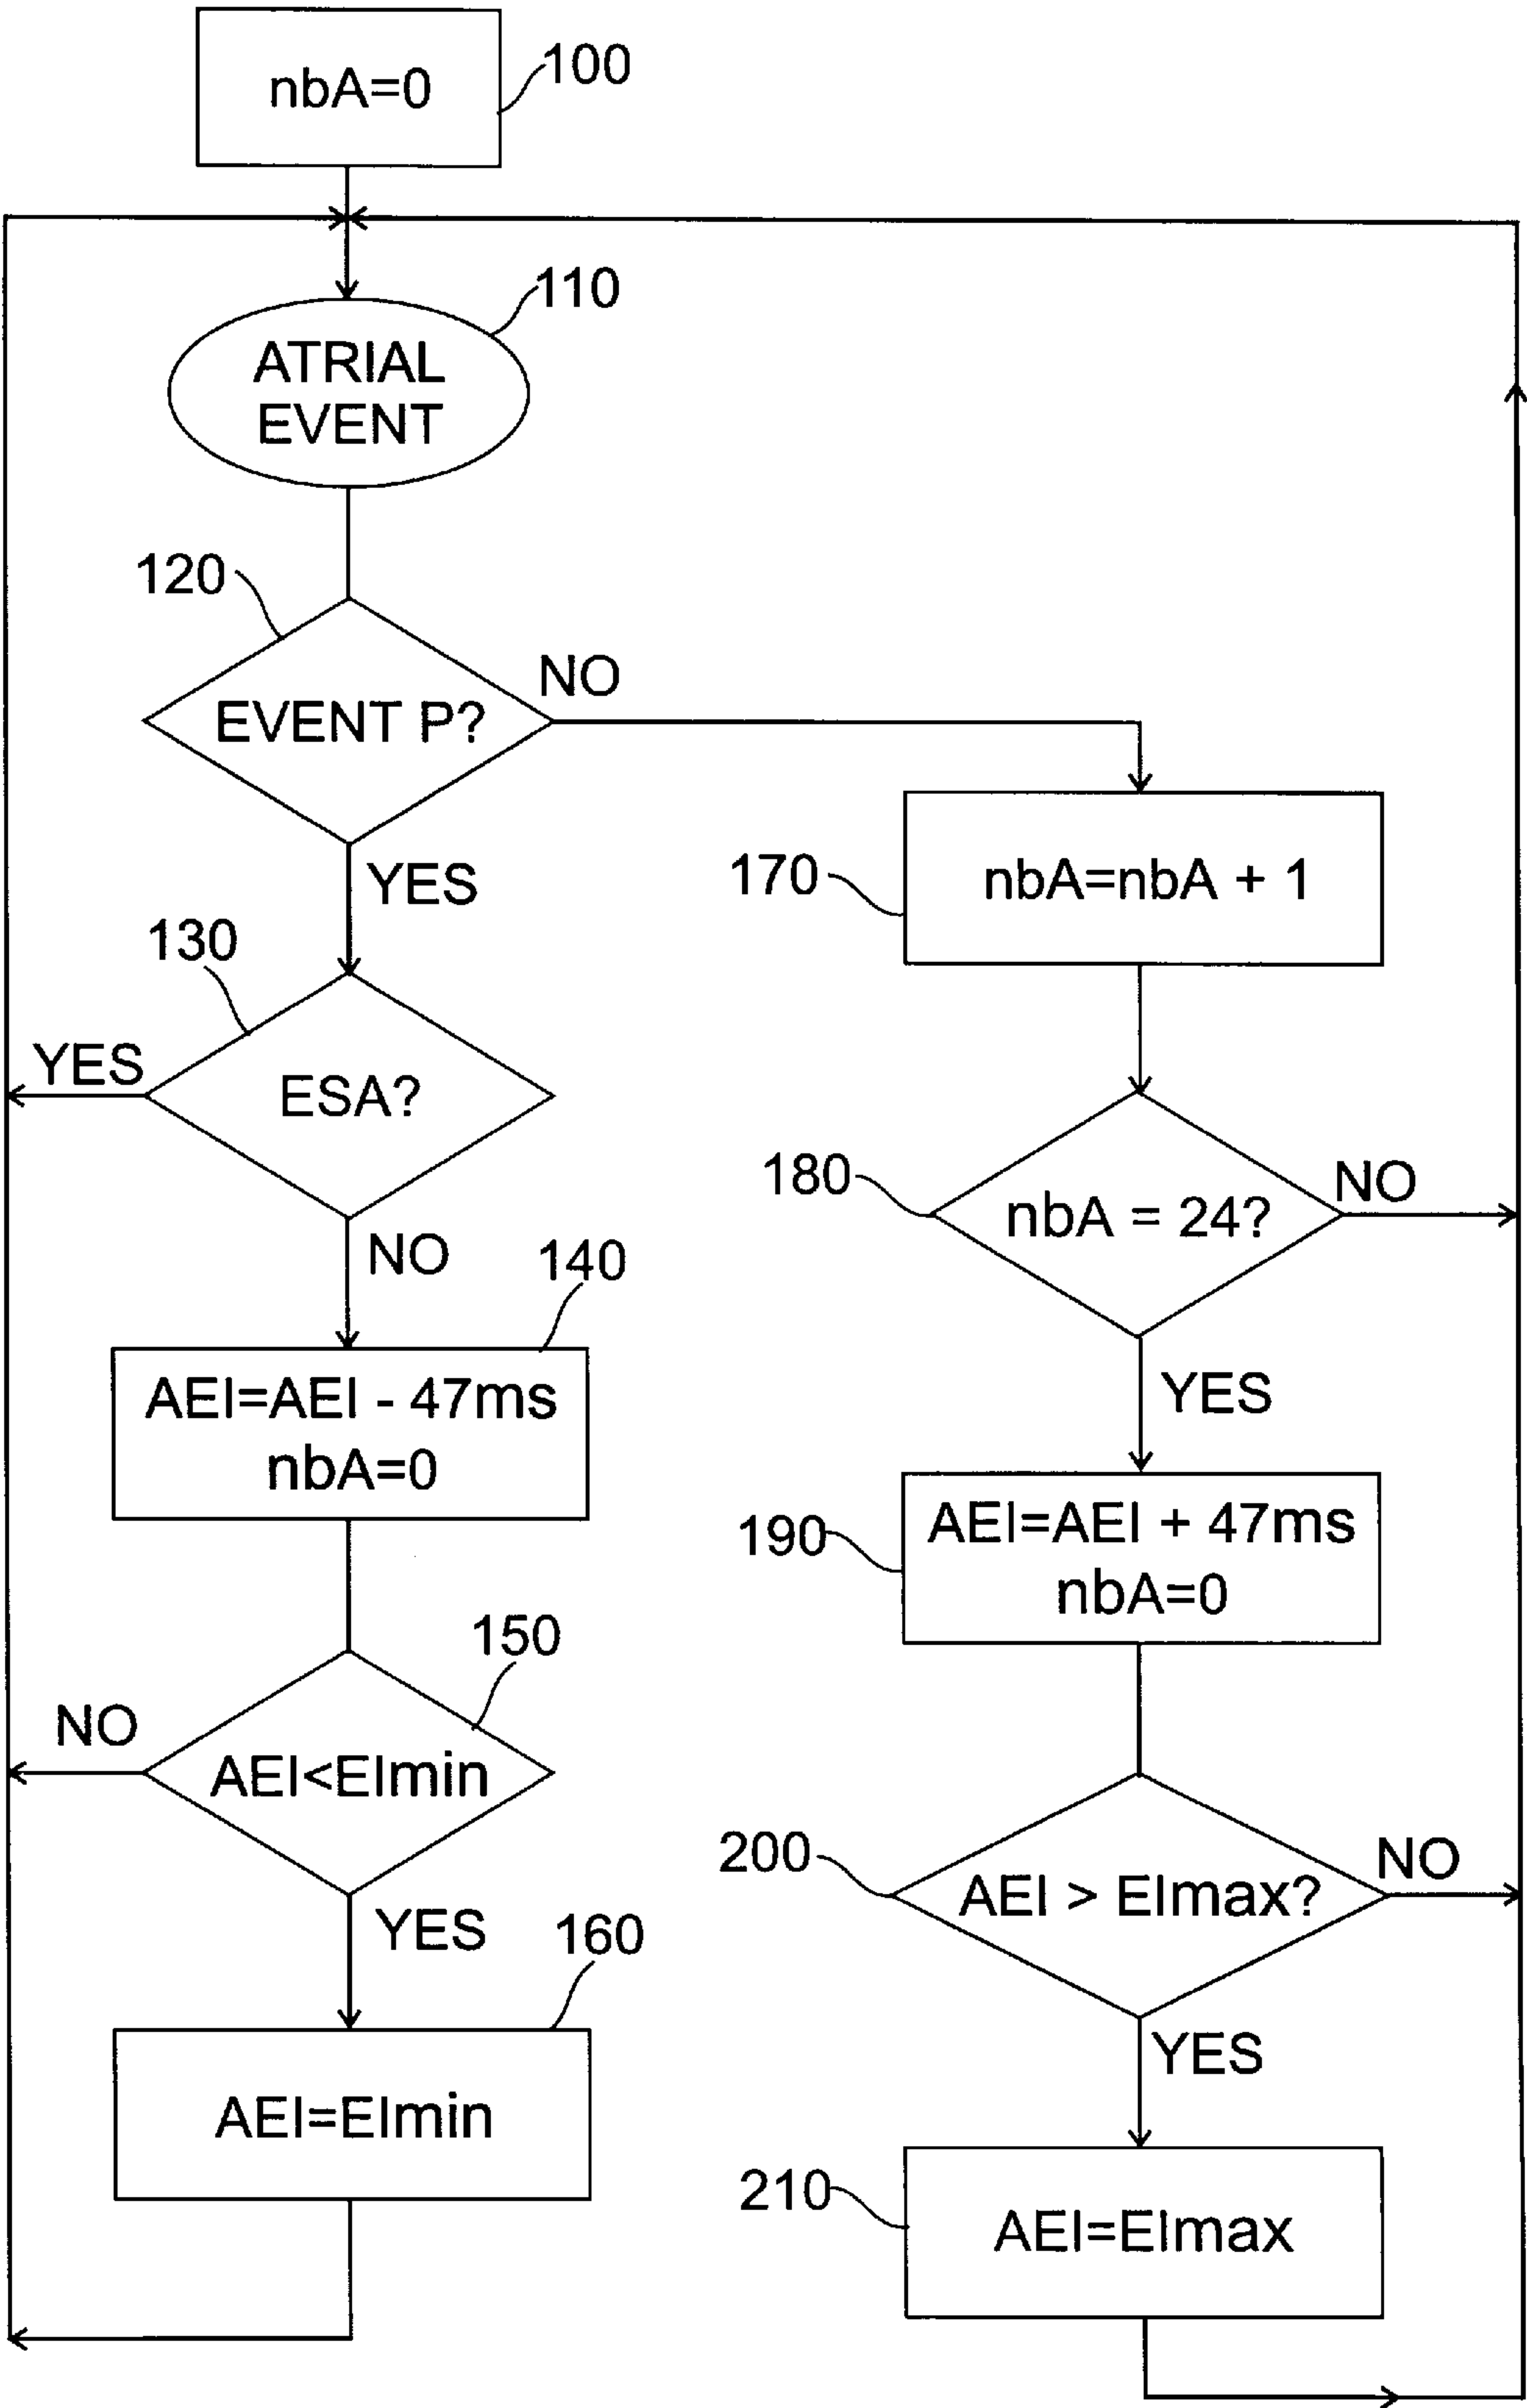 nbA=0
100
110
ATRIAL
EVENT
120
EVENT P?
NO
YES
170
nbA=nbA + 1
130
YES
ESA?
NO
180
nbA = 24?
NO
YES
140
AEI=AEI - 47ms
nbA=0
190
AEI=AEI + 47ms
nbA=0
150
NO
AEI<EImin
YES
200
AEI > EImax?
NO
YES
160
AEI=EImin
210
AEI=EImax